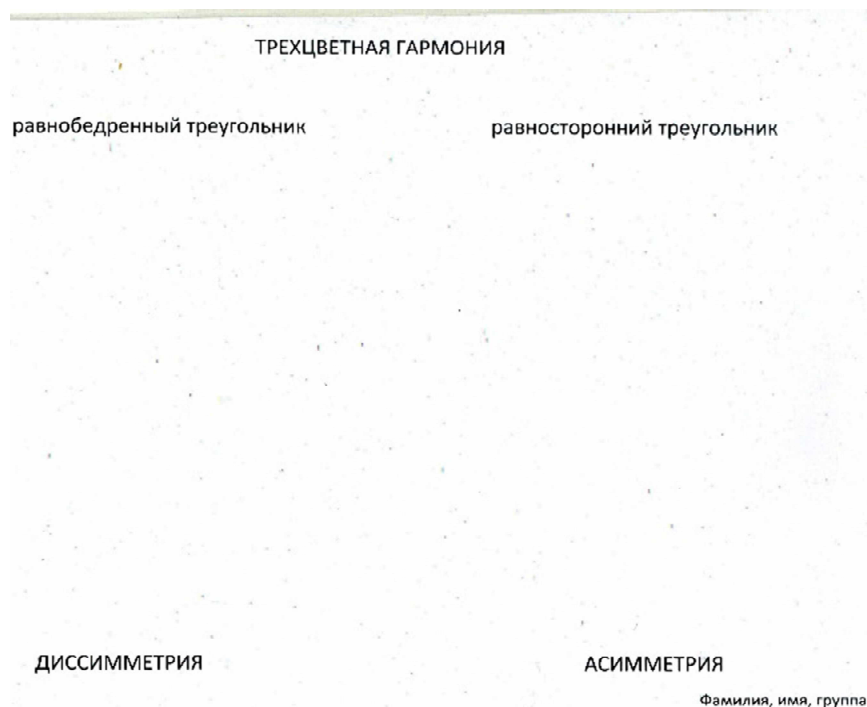 ТРЕХЦВЕТНАЯ ГАРМОНИЯ
равнобедренный треугольник равносторонний треугольник
ДИССИММЕТРИЯ АСИММЕТРИЯ
Фамилия, имя, группа